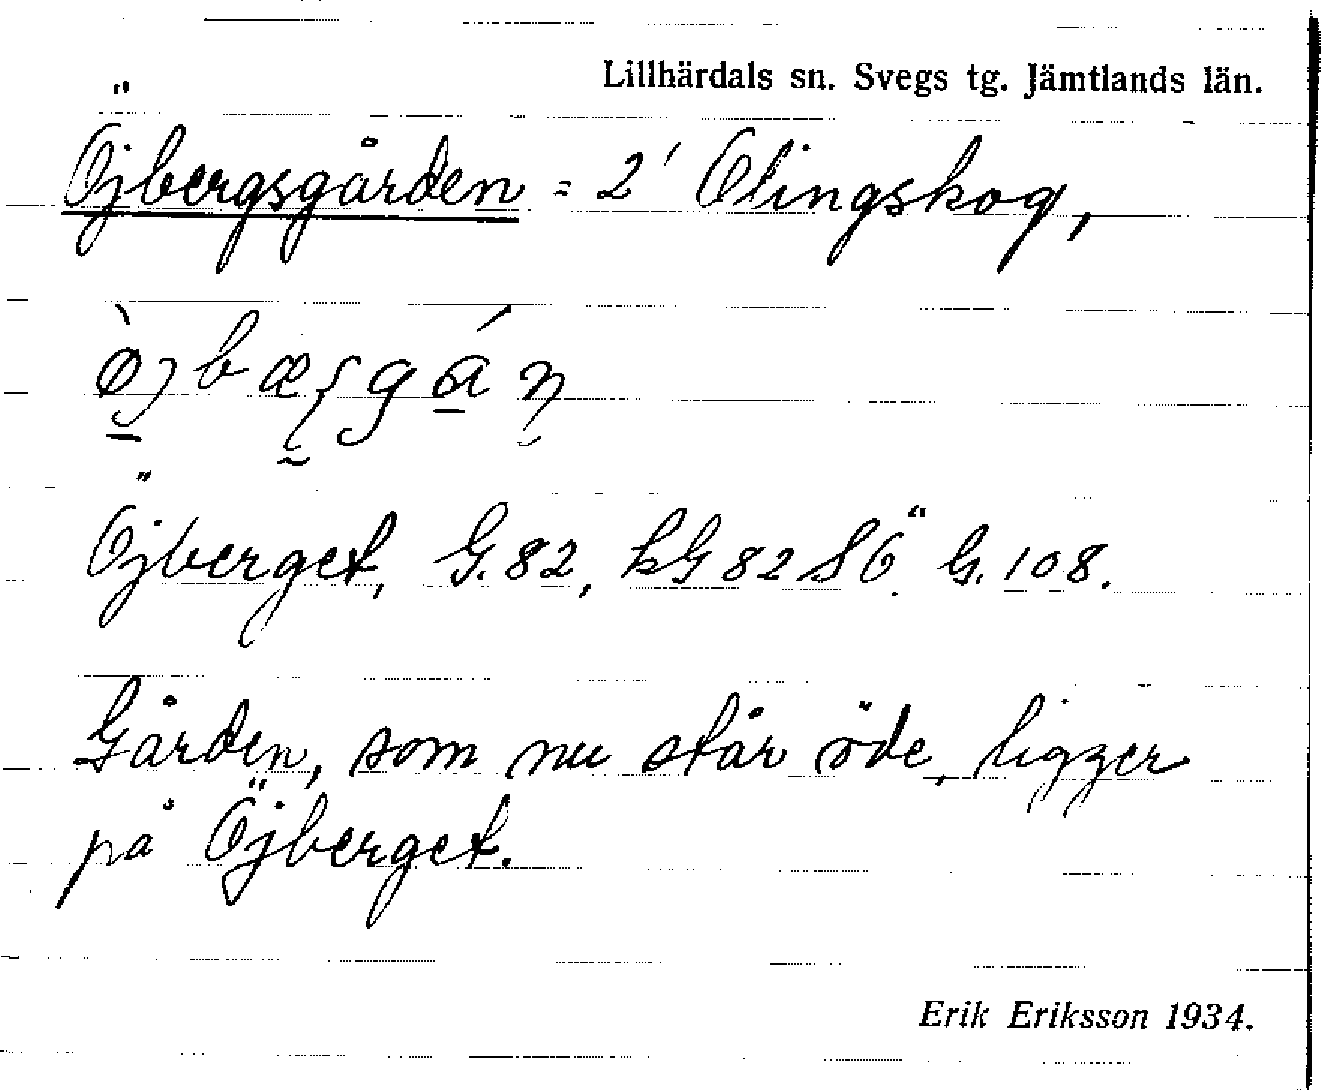 Lillhärdals sn. Svegs tg. Jämtlands län.
Öjbergsgården = 2' Olingskog,
Öjberget, G. 82, kG 82 SÖ. G. 108.
Gården, som nu står öde, ligger
på Öjberget.
Erik Eriksson 1934.